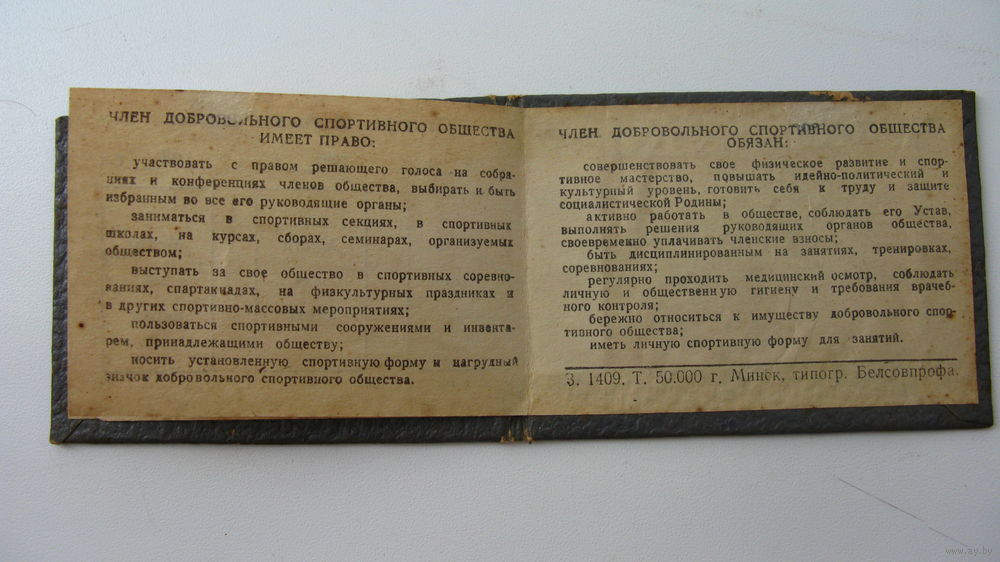 ЧЛЕН ДОБРОВОЛЬНОГО СПОРТИВНОГО ОБЩЕСТВА
ИМЕЕТ ПРАВО:
участвовать с правом решающего голоса на собра-
ниях и конференциях членов общества, выбирать и быть
избранным во все его руководящие органы;
заниматься в спортивных секциях, в спортивных
школах, на курсах, сборах, семинарах, организуемых
обществом;
выступать за свое общество в спортивных соревно-
ваниях, спартакиадах, на физкультурных праздниках и
в других спортивно-массовых мероприятиях;
пользоваться спортивными сооружениями и инвента-
рем, принадлежащими обществу;
носить установленную спортивную форму и нагрудный
значок добровольного спортивного общества.
ЧЛЕН ДОБРОВОЛЬНОГО СПОРТИВНОГО ОБЩЕСТВА
ОБЯЗАН:
совершенствовать свое физическое развитие и спор-
тивное мастерство, повышать идейно-политический и
культурный уровень, готовить себя к труду и защите
социалистической Родины;
активно работать в обществе, соблюдать его Устав,
выполнять решения руководящих органов общества,
своевременно уплачивать членские взносы;
быть дисциплинированным на занятиях, тренировках,
соревнованиях;
регулярно проходить медицинский осмотр, соблюдать
личную и общественную гигиену и требования врачеб-
ного контроля;
бережно относиться к имуществу добровольного спор-
тивного общества;
иметь личную спортивную форму для занятий.
З. 1409. Т. 50.000 г. Минск, типогр. Белсовпрофа.
www.ay.by